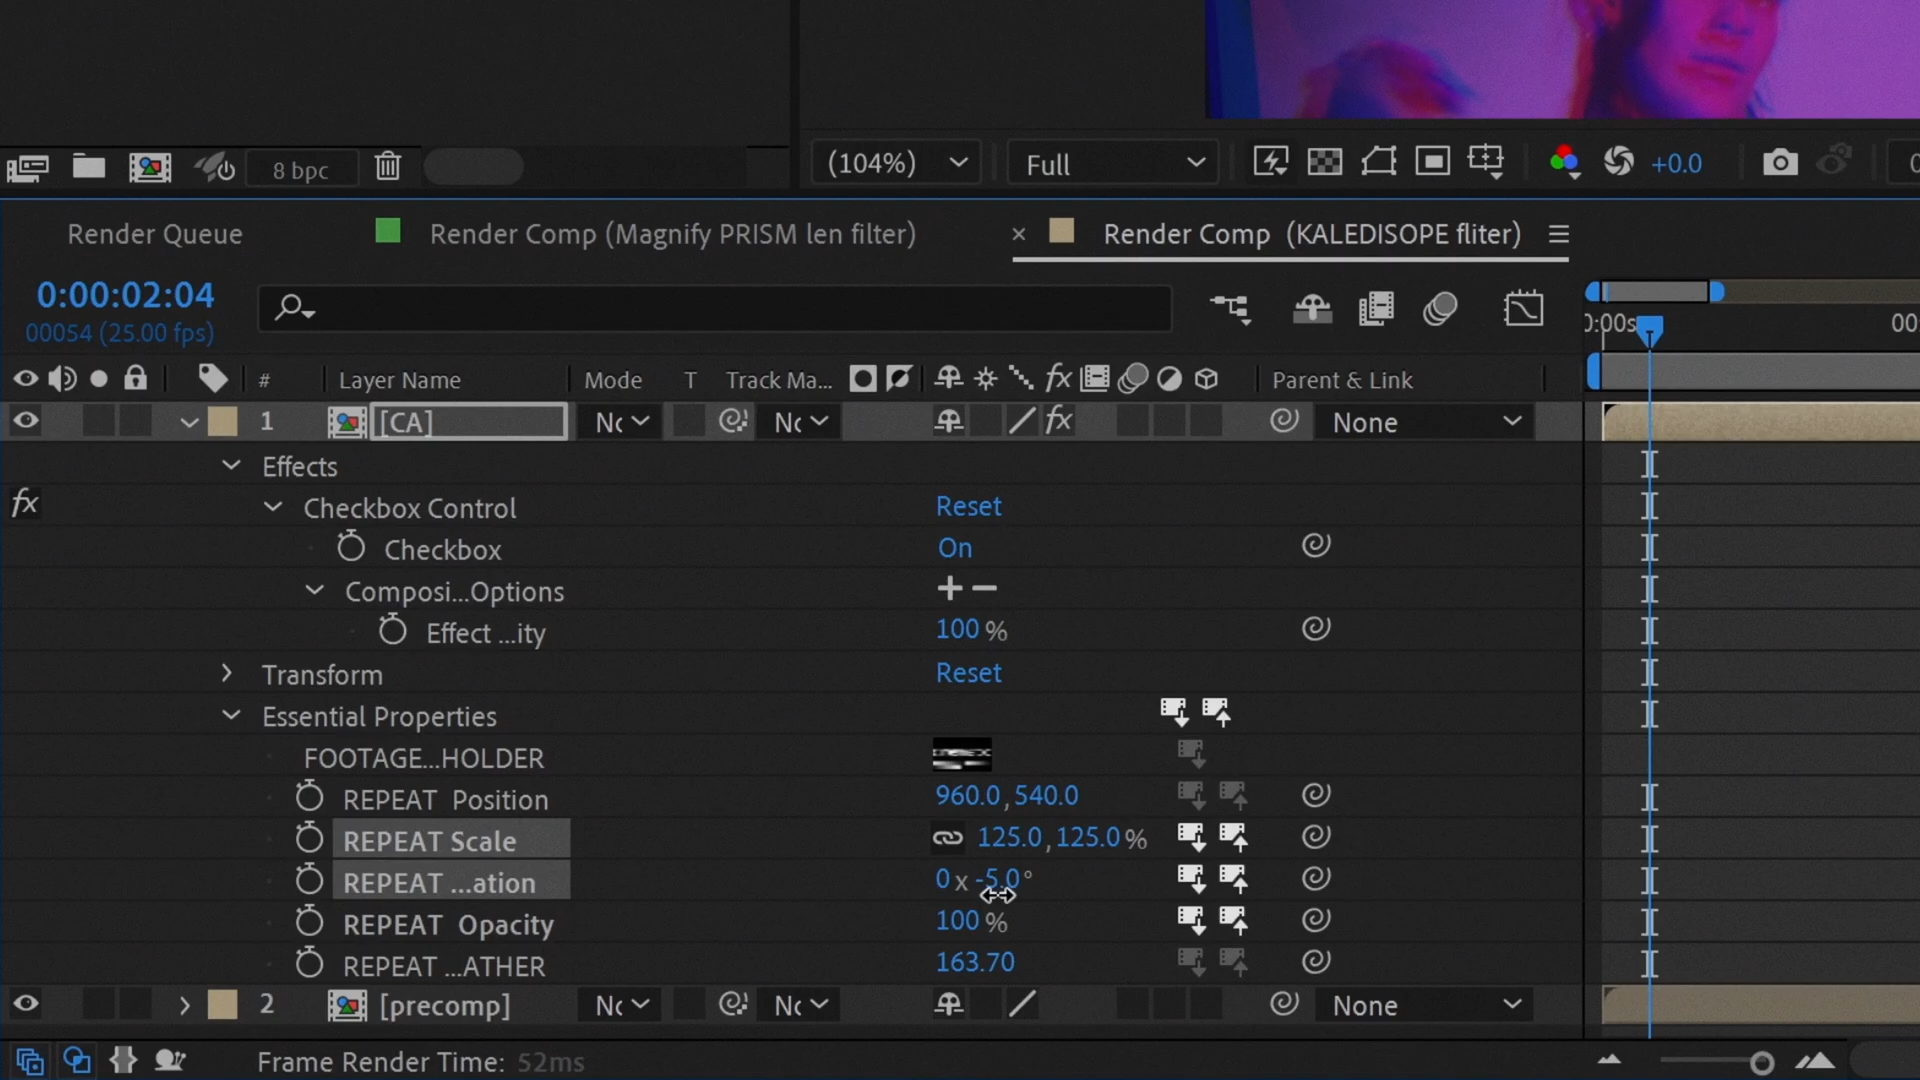 8 bpc
(104%)
Full
+0.0
Render Queue
Render Comp (Magnify PRISM len filter)
× Render Comp (KALEDISOPE fliter)
0:00:02:04
00054 (25.00 fps)
0:00s
00
# Layer Name Mode T Track Ma... fx Parent & Link
1 [CA] Nc Nc fx None
Effects
fx Checkbox Control Reset
Checkbox On
Composi...Options + −
Effect ...ity 100 %
Transform Reset
Essential Properties
FOOTAGE...HOLDER
REPEAT Position 960.0, 540.0
REPEAT Scale 125.0, 125.0 %
REPEAT ...ation 0 x -5.0°
REPEAT Opacity 100 %
REPEAT ...ATHER 163.70
2 [precomp] Nc Nc None
Frame Render Time: 52ms